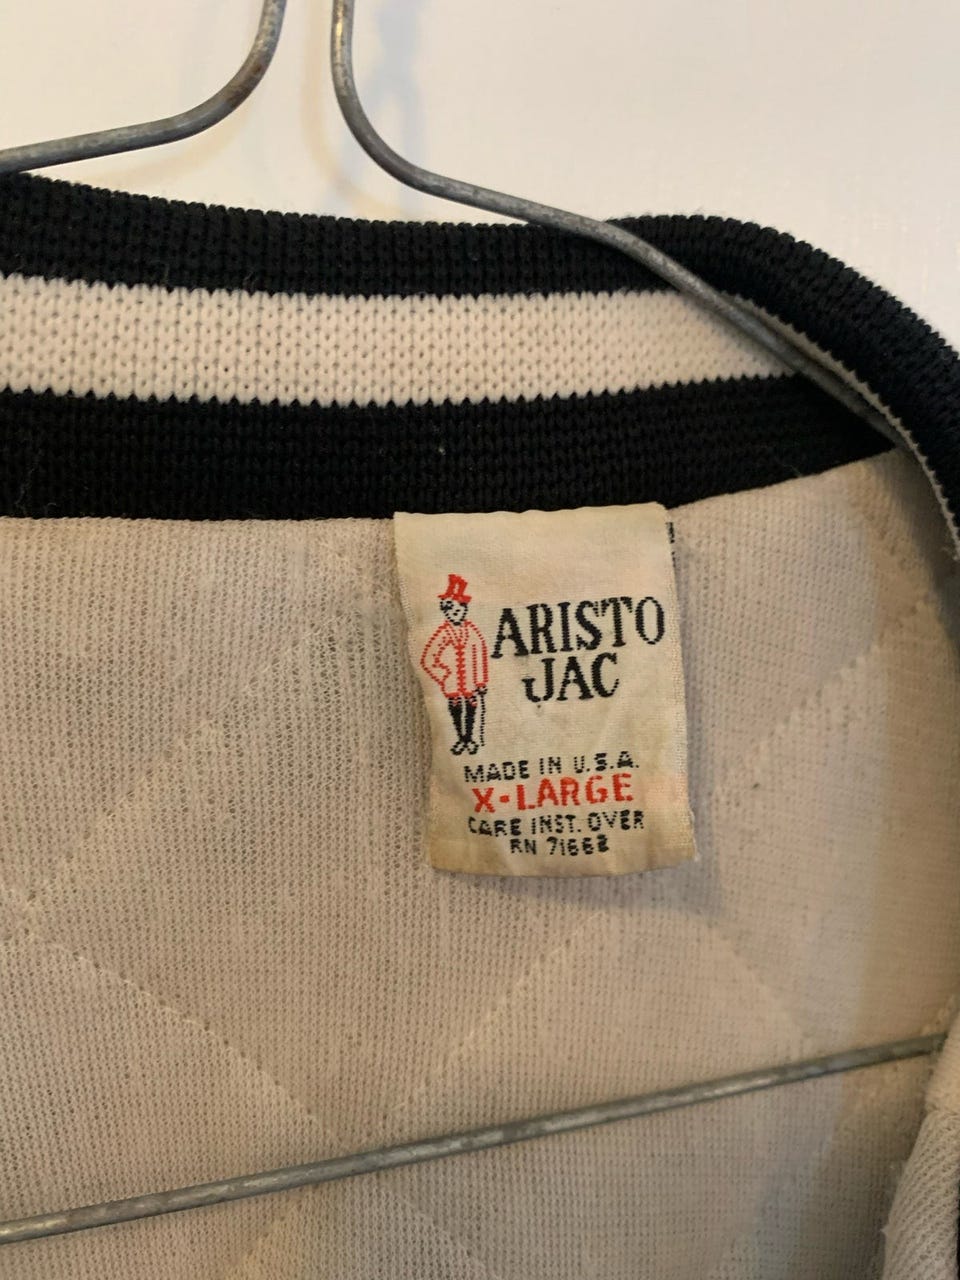 ARISTO
JAC
MADE IN U.S.A.
X-LARGE
CARE INST. OVER
RN 71662